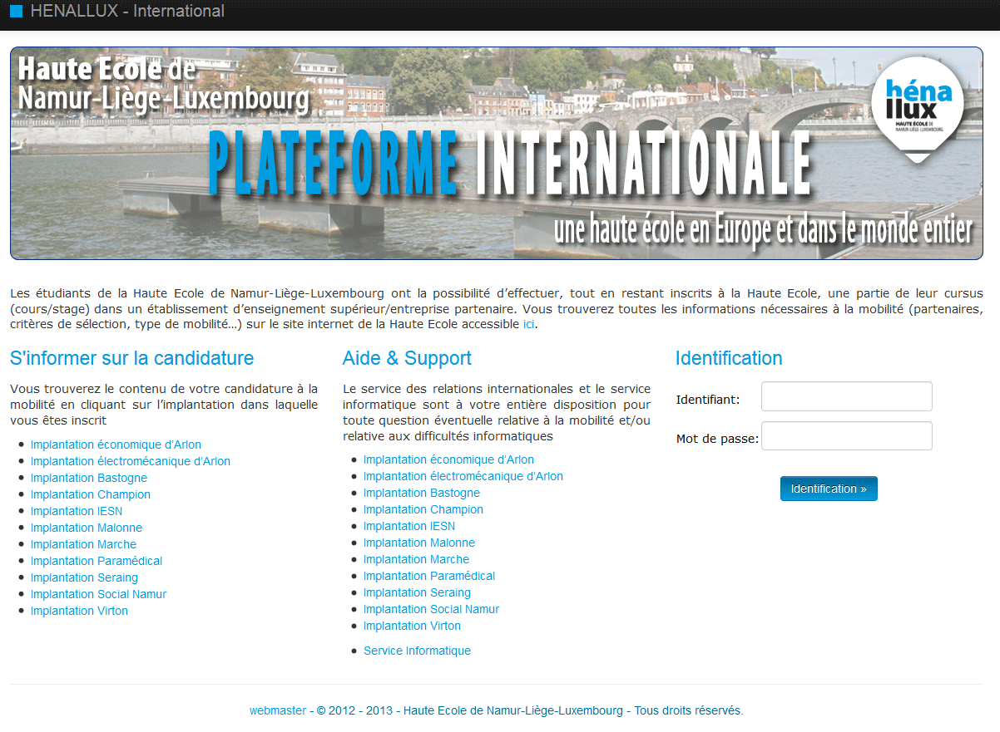 HENALLUX - International
Haute Ecole de
Namur-Liège-Luxembourg
héna
llux
HAUTE ÉCOLE DE
NAMUR-LIÈGE-LUXEMBOURG
PLATEFORME INTERNATIONALE
une haute école en Europe et dans le monde entier
Les étudiants de la Haute Ecole de Namur-Liège-Luxembourg ont la possibilité d'effectuer, tout en restant inscrits à la Haute Ecole, une partie de leur cursus
(cours/stage) dans un établissement d'enseignement supérieur/entreprise partenaire. Vous trouverez toutes les informations nécessaires à la mobilité (partenaires,
critères de sélection, type de mobilité…) sur le site internet de la Haute Ecole accessible ici.
S'informer sur la candidature
Vous trouverez le contenu de votre candidature à la
mobilité en cliquant sur l'implantation dans laquelle
vous êtes inscrit
Implantation économique d'Arlon
Implantation électromécanique d'Arlon
Implantation Bastogne
Implantation Champion
Implantation IESN
Implantation Malonne
Implantation Marche
Implantation Paramédical
Implantation Seraing
Implantation Social Namur
Implantation Virton
Aide & Support
Le service des relations internationales et le service
informatique sont à votre entière disposition pour
toute question éventuelle relative à la mobilité et/ou
relative aux difficultés informatiques
Implantation économique d'Arlon
Implantation électromécanique d'Arlon
Implantation Bastogne
Implantation Champion
Implantation IESN
Implantation Malonne
Implantation Marche
Implantation Paramédical
Implantation Seraing
Implantation Social Namur
Implantation Virton
Service Informatique
Identification
Identifiant:
Mot de passe:
Identification »
webmaster - © 2012 - 2013 - Haute Ecole de Namur-Liège-Luxembourg - Tous droits réservés.